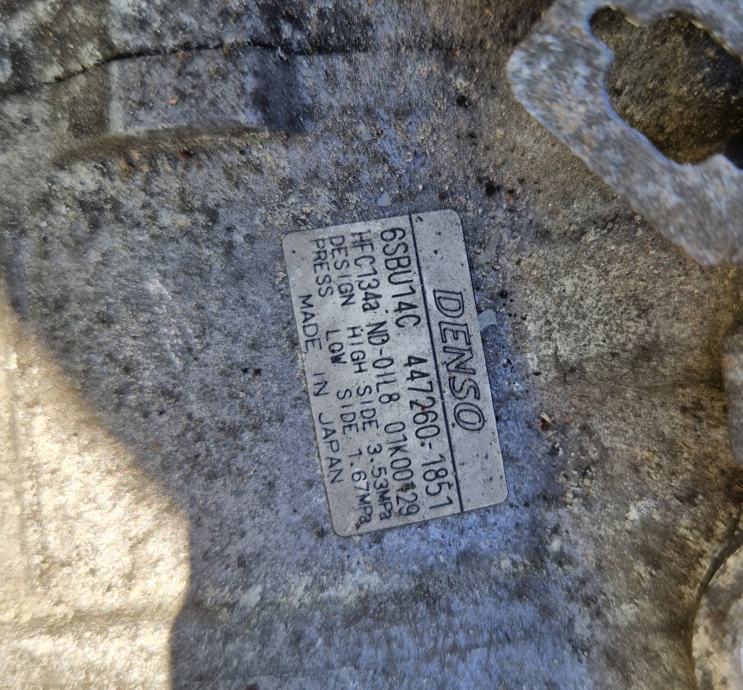 DENSO
6SBU14C 447260-1851
HFC134a ND-OIL8 01K00129
DESIGN HIGH SIDE 3.53MPa
PRESS LOW SIDE 1.67MPa
MADE IN JAPAN